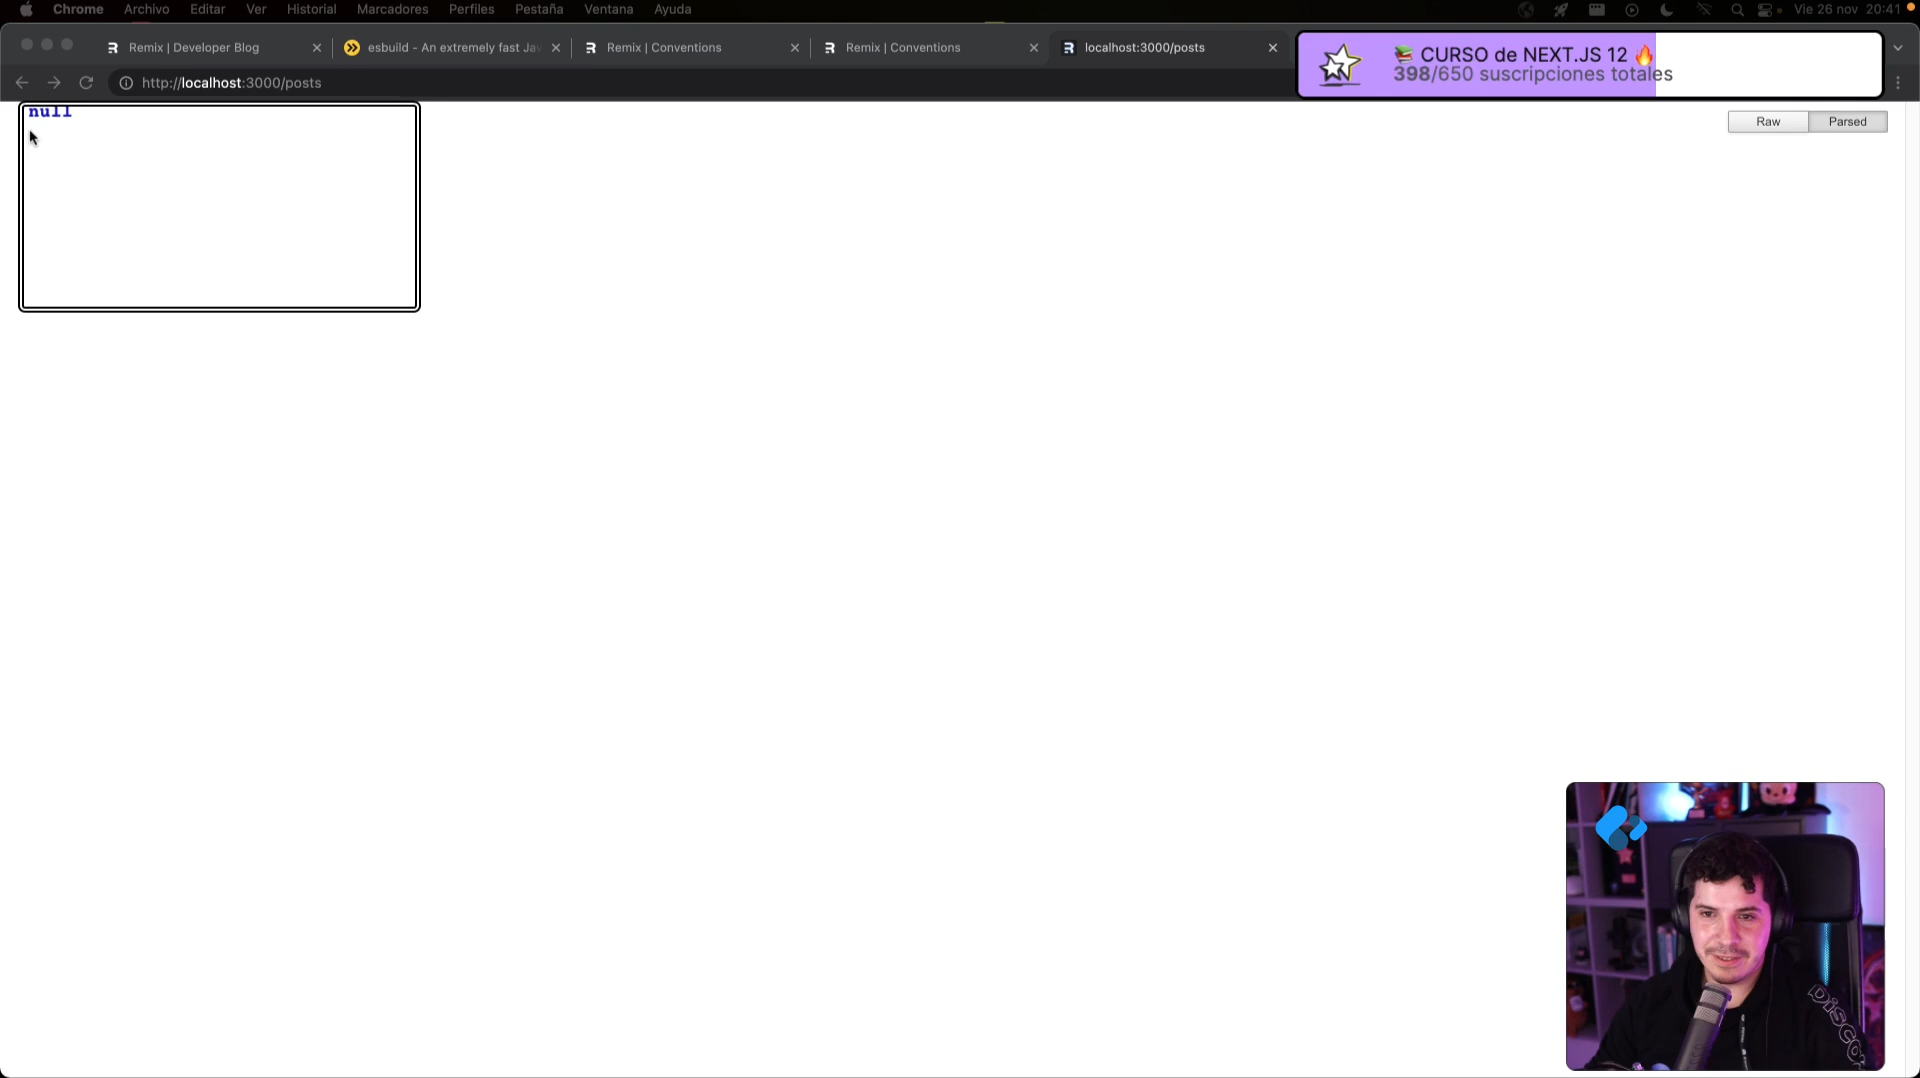 Chrome Archivo Editar Ver Historial Marcadores Perfiles Pestaña Ventana Ayuda Vie 26 nov 20:41
Remix | Developer Blog esbuild - An extremely fast Jav Remix | Conventions Remix | Conventions localhost:3000/posts
CURSO de NEXT.JS 12
398/650 suscripciones totales
http://localhost:3000/posts
null
Raw Parsed
DISCO